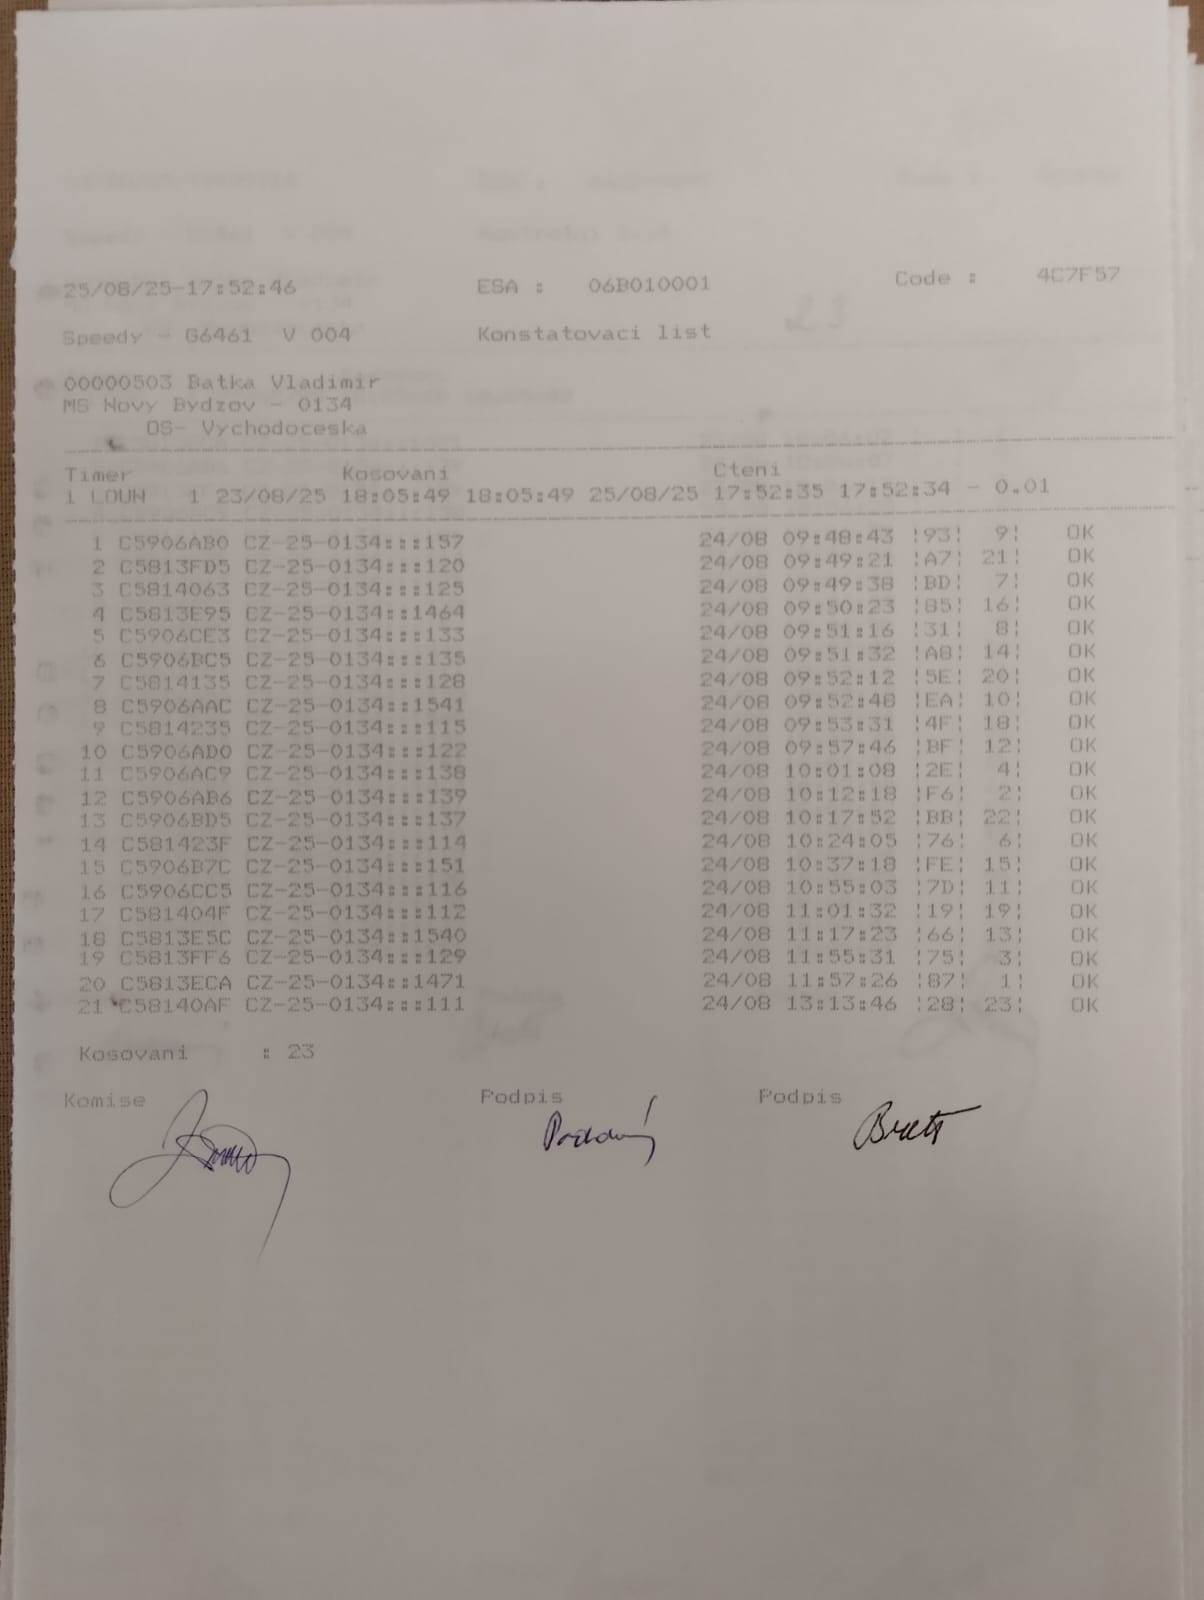 25/08/25-17:52:46 ESA : 06B010001 Code : 4C7F57
Speedy - G6461 V 004 Konstatovaci list
00000503 Batka Vladimir
MS Novy Bydzov - 0134
OS- Vychodoceska
Timer Kosovani Cteni
1 LOUN 1 23/08/25 18:05:49 18:05:49 25/08/25 17:52:35 17:52:34 - 0.01
1 C5906AB0 CZ-25-0134:::157 24/08 09:48:43 ¦93¦ 9¦ OK
2 C5813FD5 CZ-25-0134:::120 24/08 09:49:21 ¦A7¦ 21¦ OK
3 C5814063 CZ-25-0134:::125 24/08 09:49:38 ¦BD¦ 7¦ OK
4 C5813E95 CZ-25-0134::1464 24/08 09:50:23 ¦85¦ 16¦ OK
5 C5906CE3 CZ-25-0134:::133 24/08 09:51:16 ¦31¦ 8¦ OK
6 C5906BC5 CZ-25-0134:::135 24/08 09:51:32 ¦A8¦ 14¦ OK
7 C5814135 CZ-25-0134:::128 24/08 09:52:12 ¦5E¦ 20¦ OK
8 C5906AAC CZ-25-0134::1541 24/08 09:52:48 ¦EA¦ 10¦ OK
9 C5814235 CZ-25-0134:::115 24/08 09:53:31 ¦4F¦ 18¦ OK
10 C5906AD0 CZ-25-0134:::122 24/08 09:57:46 ¦BF¦ 12¦ OK
11 C5906AC9 CZ-25-0134:::138 24/08 10:01:08 ¦2E¦ 4¦ OK
12 C5906AB6 CZ-25-0134:::139 24/08 10:12:18 ¦F6¦ 2¦ OK
13 C5906BD5 CZ-25-0134:::137 24/08 10:17:52 ¦BB¦ 22¦ OK
14 C581423F CZ-25-0134:::114 24/08 10:24:05 ¦76¦ 6¦ OK
15 C5906B7C CZ-25-0134:::151 24/08 10:37:18 ¦FE¦ 15¦ OK
16 C5906CC5 CZ-25-0134:::116 24/08 10:55:03 ¦7D¦ 11¦ OK
17 C581404F CZ-25-0134:::112 24/08 11:01:32 ¦19¦ 19¦ OK
18 C5813E5C CZ-25-0134::1540 24/08 11:17:23 ¦66¦ 13¦ OK
19 C5813FF6 CZ-25-0134:::129 24/08 11:55:31 ¦75¦ 3¦ OK
20 C5813ECA CZ-25-0134::1471 24/08 11:57:26 ¦87¦ 1¦ OK
21 C58140AF CZ-25-0134:::111 24/08 13:13:46 ¦28¦ 23¦ OK
Kosovani : 23
Komise Podpis Podpis